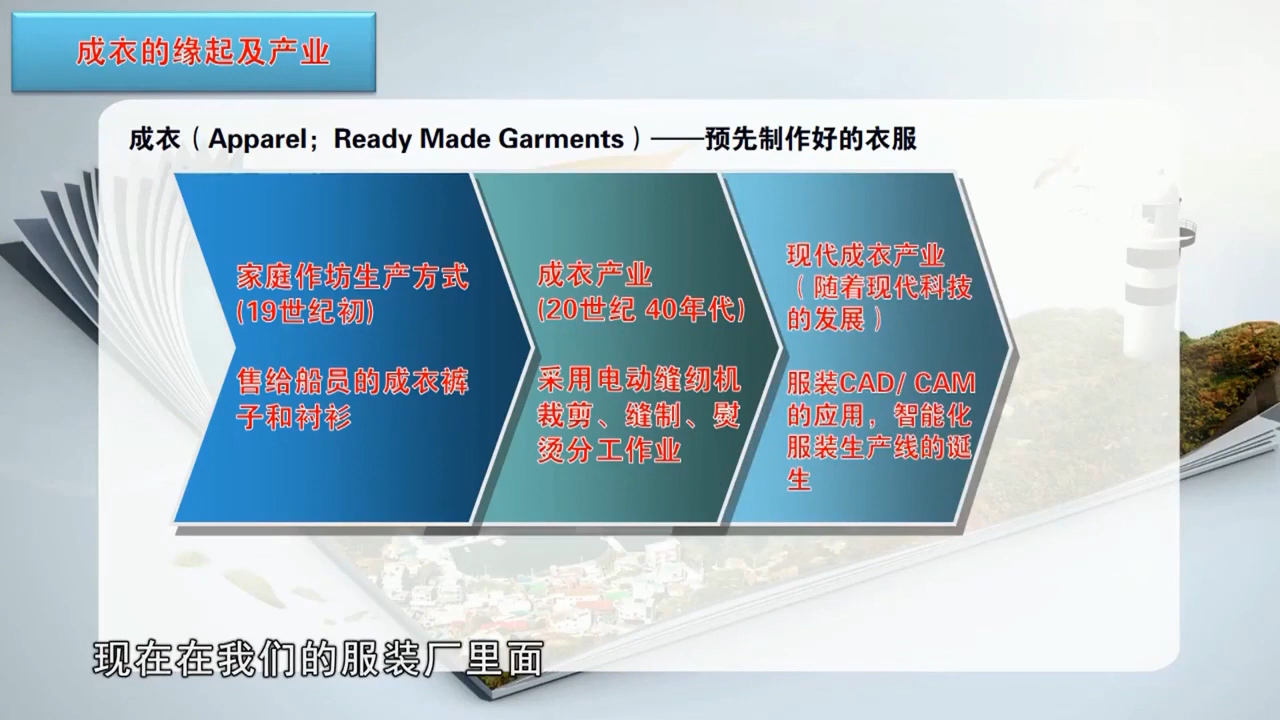 成衣的缘起及产业
成衣（Apparel；Ready Made Garments）——预先制作好的衣服
家庭作坊生产方式
(19世纪初)
售给船员的成衣裤
子和衬衫
成衣产业
(20世纪 40年代)
采用电动缝纫机
裁剪、缝制、熨
烫分工作业
现代成衣产业
（随着现代科技
的发展）
服装CAD/ CAM
的应用，智能化
服装生产线的诞
生
现在在我们的服装厂里面